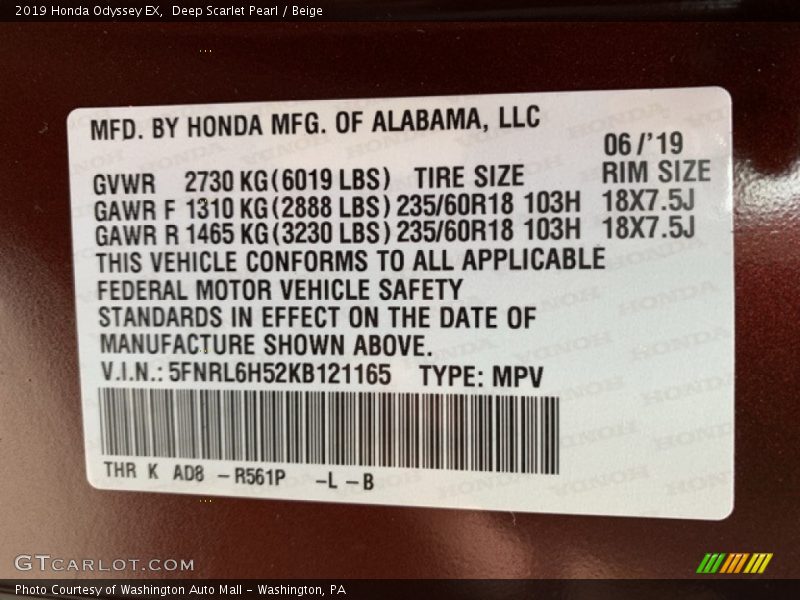 2019 Honda Odyssey EX,  Deep Scarlet Pearl / Beige
MFD. BY HONDA MFG. OF ALABAMA, LLC
06/'19
GVWR 2730 KG(6019 LBS) TIRE SIZE RIM SIZE
GAWR F 1310 KG(2888 LBS) 235/60R18 103H 18X7.5J
GAWR R 1465 KG(3230 LBS) 235/60R18 103H 18X7.5J
THIS VEHICLE CONFORMS TO ALL APPLICABLE
FEDERAL MOTOR VEHICLE SAFETY
STANDARDS IN EFFECT ON THE DATE OF
MANUFACTURE SHOWN ABOVE.
V.I.N.: 5FNRL6H52KB121165 TYPE: MPV
THR K AD8 -R561P -L -B
GTCARLOT.COM
Photo Courtesy of Washington Auto Mall - Washington, PA